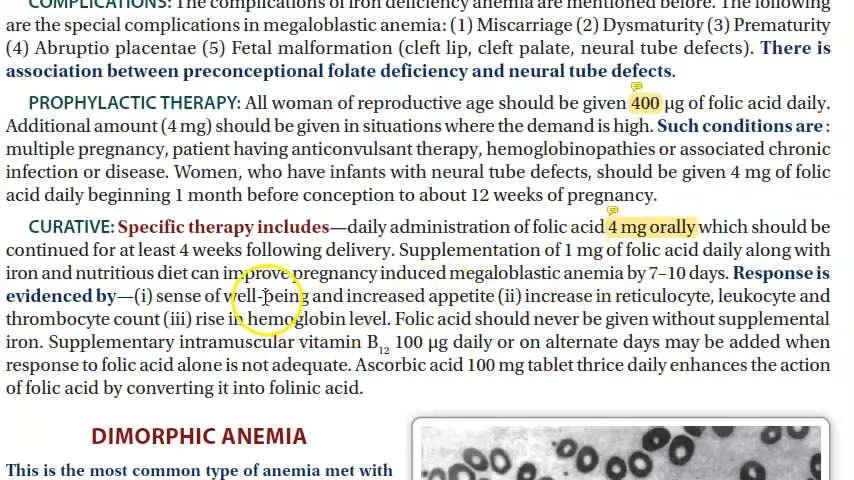 COMPLICATIONS: The complications of iron deficiency anemia are mentioned before. The following
are the special complications in megaloblastic anemia: (1) Miscarriage (2) Dysmaturity (3) Prematurity
(4) Abruptio placentae (5) Fetal malformation (cleft lip, cleft palate, neural tube defects). There is
association between preconceptional folate deficiency and neural tube defects.
PROPHYLACTIC THERAPY: All woman of reproductive age should be given 400 µg of folic acid daily.
Additional amount (4 mg) should be given in situations where the demand is high. Such conditions are :
multiple pregnancy, patient having anticonvulsant therapy, hemoglobinopathies or associated chronic
infection or disease. Women, who have infants with neural tube defects, should be given 4 mg of folic
acid daily beginning 1 month before conception to about 12 weeks of pregnancy.
CURATIVE: Specific therapy includes—daily administration of folic acid 4 mg orally which should be
continued for at least 4 weeks following delivery. Supplementation of 1 mg of folic acid daily along with
iron and nutritious diet can improve pregnancy induced megaloblastic anemia by 7–10 days. Response is
evidenced by—(i) sense of well-being and increased appetite (ii) increase in reticulocyte, leukocyte and
thrombocyte count (iii) rise in hemoglobin level. Folic acid should never be given without supplemental
iron. Supplementary intramuscular vitamin B12 100 µg daily or on alternate days may be added when
response to folic acid alone is not adequate. Ascorbic acid 100 mg tablet thrice daily enhances the action
of folic acid by converting it into folinic acid.
DIMORPHIC ANEMIA
This is the most common type of anemia met with